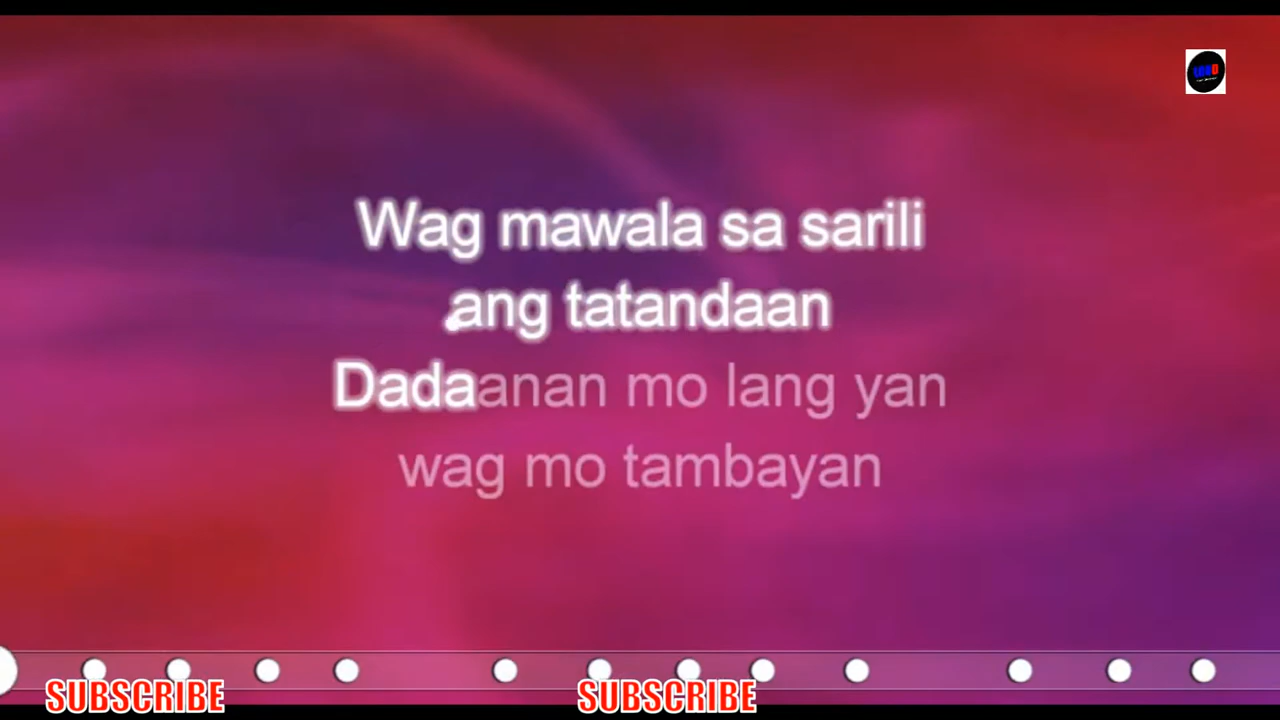 Wag mawala sa sarili
ang tatandaan
Dadaanan mo lang yan
wag mo tambayan
SUBSCRIBE
SUBSCRIBE